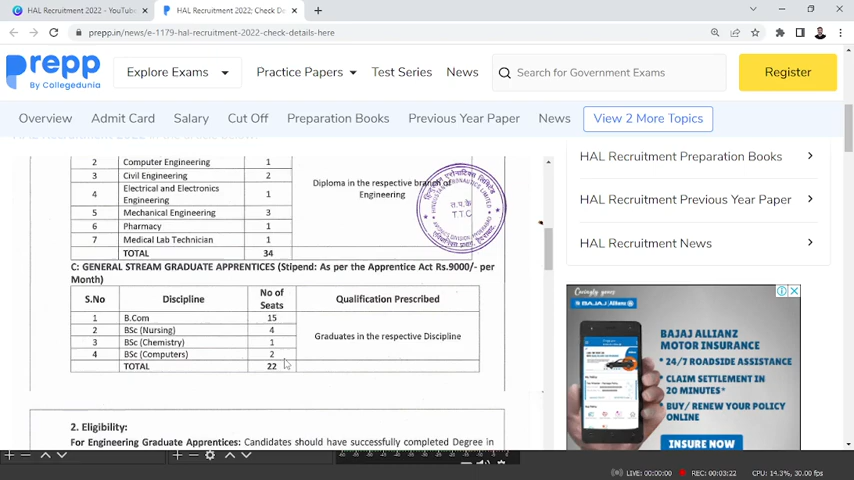 HAL Recruitment 2022 - YouTube
HAL Recruitment 2022: Check De
prepp.in/news/e-1179-hal-recruitment-2022-check-details-here
prepp
By Collegedunia
Explore Exams
Practice Papers
Test Series
News
Search for Government Exams
Register
Overview
Admit Card
Salary
Cut Off
Preparation Books
Previous Year Paper
News
View 2 More Topics
2 Computer Engineering 1
3 Civil Engineering 2
4 Electrical and Electronics Engineering 1
5 Mechanical Engineering 3
6 Pharmacy 1
7 Medical Lab Technician 1
TOTAL 34
Diploma in the respective branch of
Engineering
त.प.के
T.T.C
C: GENERAL STREAM GRADUATE APPRENTICES (Stipend: As per the Apprentice Act Rs.9000/- per
Month)
S.No Discipline No of Seats Qualification Prescribed
1 B.Com 15
2 BSc (Nursing) 4
3 BSc (Chemistry) 1
4 BSc (Computers) 2
TOTAL 22
Graduates in the respective Discipline
2. Eligibility:
For Engineering Graduate Apprentices: Candidates should have successfully completed Degree in
HAL Recruitment Preparation Books
HAL Recruitment Previous Year Paper
HAL Recruitment News
Caringly yours
BAJAJ Allianz
BAJAJ ALLIANZ
MOTOR INSURANCE
* 24/7 ROADSIDE ASSISTANCE
* CLAIM SETTLEMENT IN
20 MINUTES*
* BUY/ RENEW YOUR POLICY
ONLINE
INSURE NOW
LIVE: 00:00:00
REC: 00:03:22
CPU: 14.3%, 30.00 fps